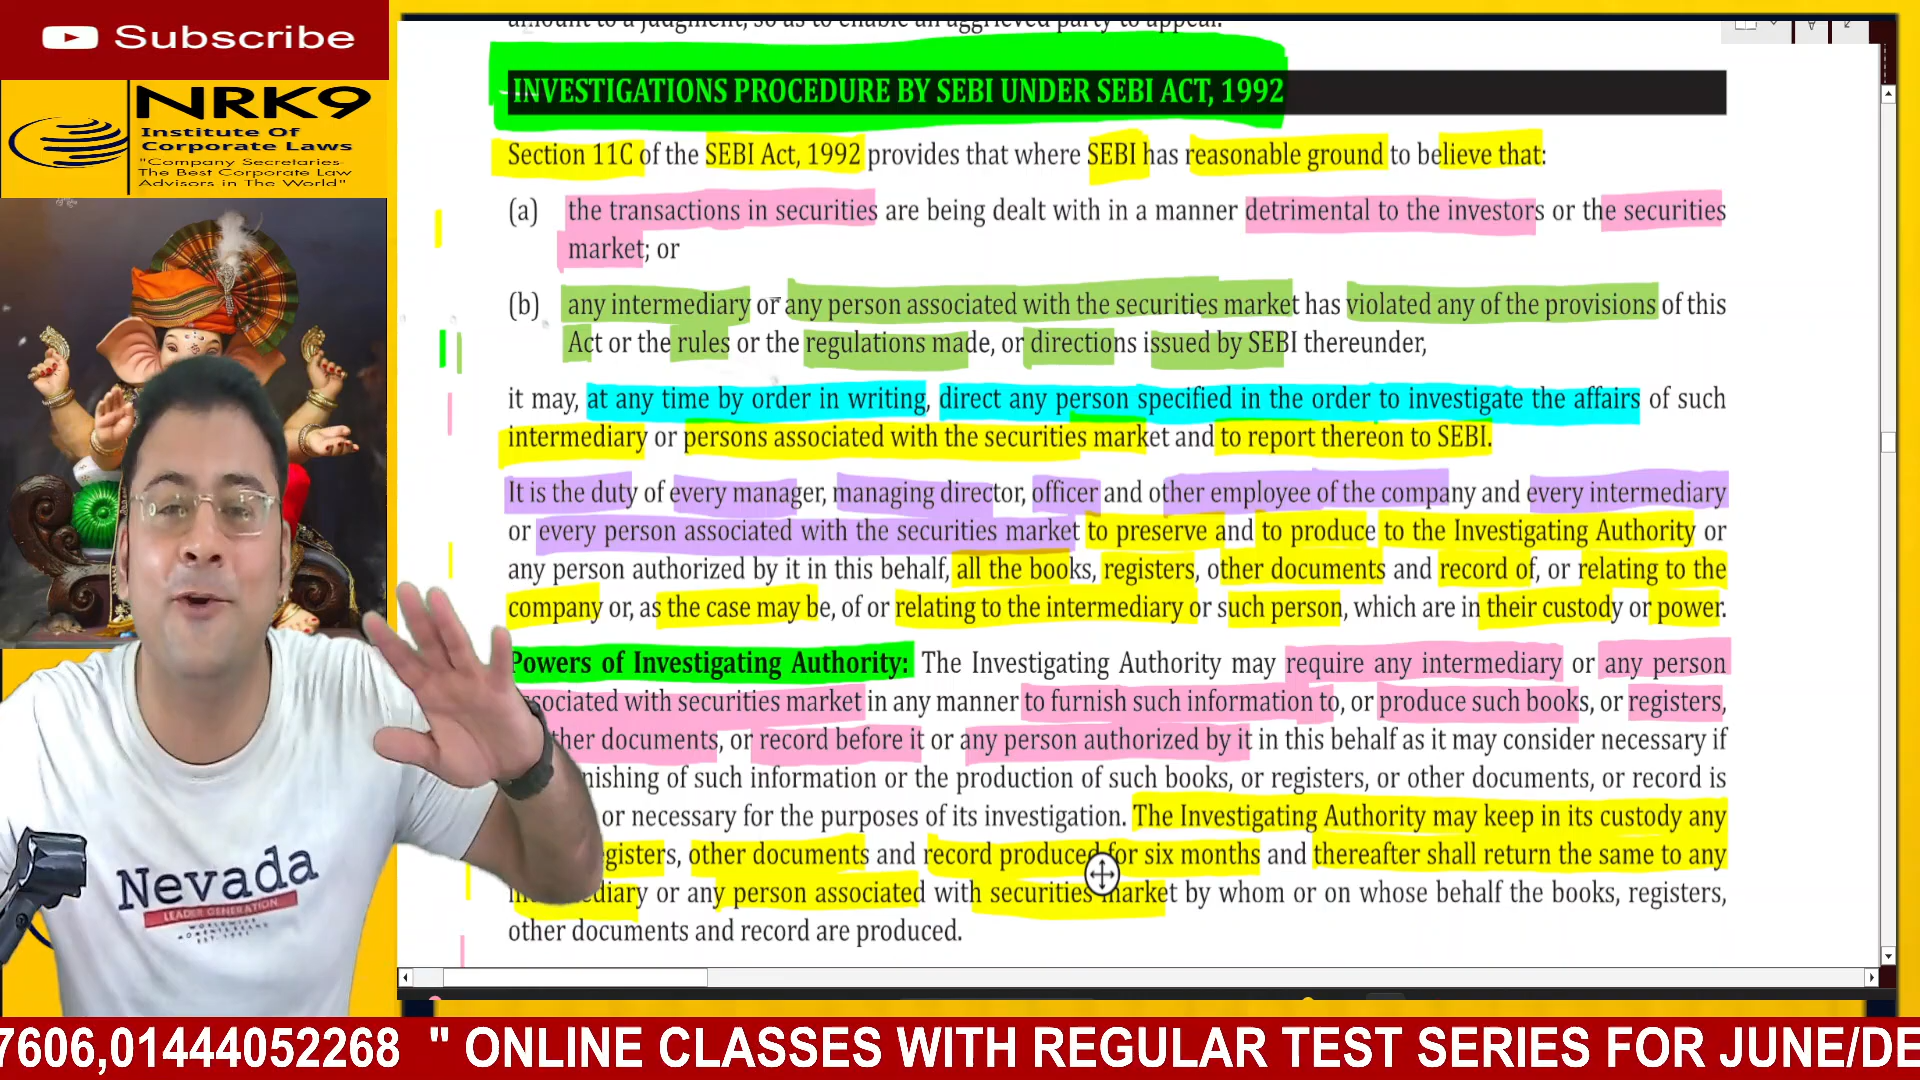 Subscribe
NRK9
Institute Of
Corporate Laws
"Company Secretaries-
The Best Corporate Law
Advisors in The World"
amount to a judgment, so as to enable an aggrieved party to appeal.
INVESTIGATIONS PROCEDURE BY SEBI UNDER SEBI ACT, 1992
Section 11C of the SEBI Act, 1992 provides that where SEBI has reasonable ground to believe that:
(a) the transactions in securities are being dealt with in a manner detrimental to the investors or the securities
market; or
(b) any intermediary or any person associated with the securities market has violated any of the provisions of this
Act or the rules or the regulations made, or directions issued by SEBI thereunder,
it may, at any time by order in writing, direct any person specified in the order to investigate the affairs of such
intermediary or persons associated with the securities market and to report thereon to SEBI.
It is the duty of every manager, managing director, officer and other employee of the company and every intermediary
or every person associated with the securities market to preserve and to produce to the Investigating Authority or
any person authorized by it in this behalf, all the books, registers, other documents and record of, or relating to the
company or, as the case may be, of or relating to the intermediary or such person, which are in their custody or power.
Powers of Investigating Authority: The Investigating Authority may require any intermediary or any person
sociated with securities market in any manner to furnish such information to, or produce such books, or registers,
her documents, or record before it or any person authorized by it in this behalf as it may consider necessary if
nishing of such information or the production of such books, or registers, or other documents, or record is
or necessary for the purposes of its investigation. The Investigating Authority may keep in its custody any
egisters, other documents and record produced for six months and thereafter shall return the same to any
diary or any person associated with securities market by whom or on whose behalf the books, registers,
other documents and record are produced.
Nevada
LEADER GENERATION
7606,01444052268 " ONLINE CLASSES WITH REGULAR TEST SERIES FOR JUNE/DE